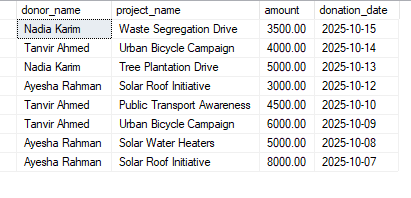 donor_name project_name amount donation_date
Nadia Karim Waste Segregation Drive 3500.00 2025-10-15
Tanvir Ahmed Urban Bicycle Campaign 4000.00 2025-10-14
Nadia Karim Tree Plantation Drive 5000.00 2025-10-13
Ayesha Rahman Solar Roof Initiative 3000.00 2025-10-12
Tanvir Ahmed Public Transport Awareness 4500.00 2025-10-10
Tanvir Ahmed Urban Bicycle Campaign 6000.00 2025-10-09
Ayesha Rahman Solar Water Heaters 5000.00 2025-10-08
Ayesha Rahman Solar Roof Initiative 8000.00 2025-10-07